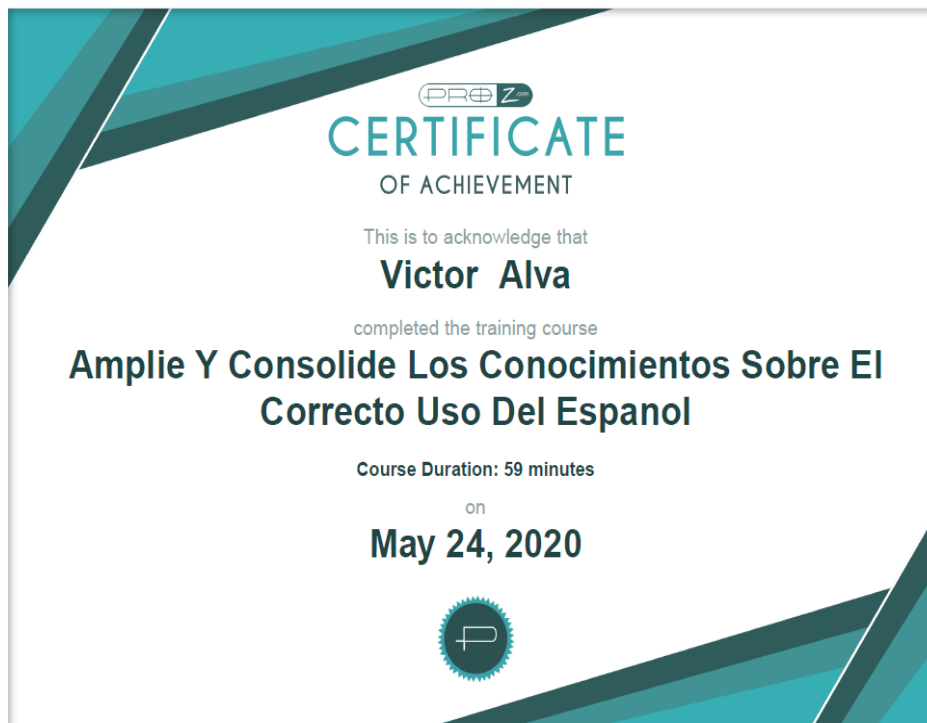 PROZ.com
CERTIFICATE
OF ACHIEVEMENT
This is to acknowledge that
Victor Alva
completed the training course
Amplie Y Consolide Los Conocimientos Sobre El
Correcto Uso Del Espanol
Course Duration: 59 minutes
on
May 24, 2020
P